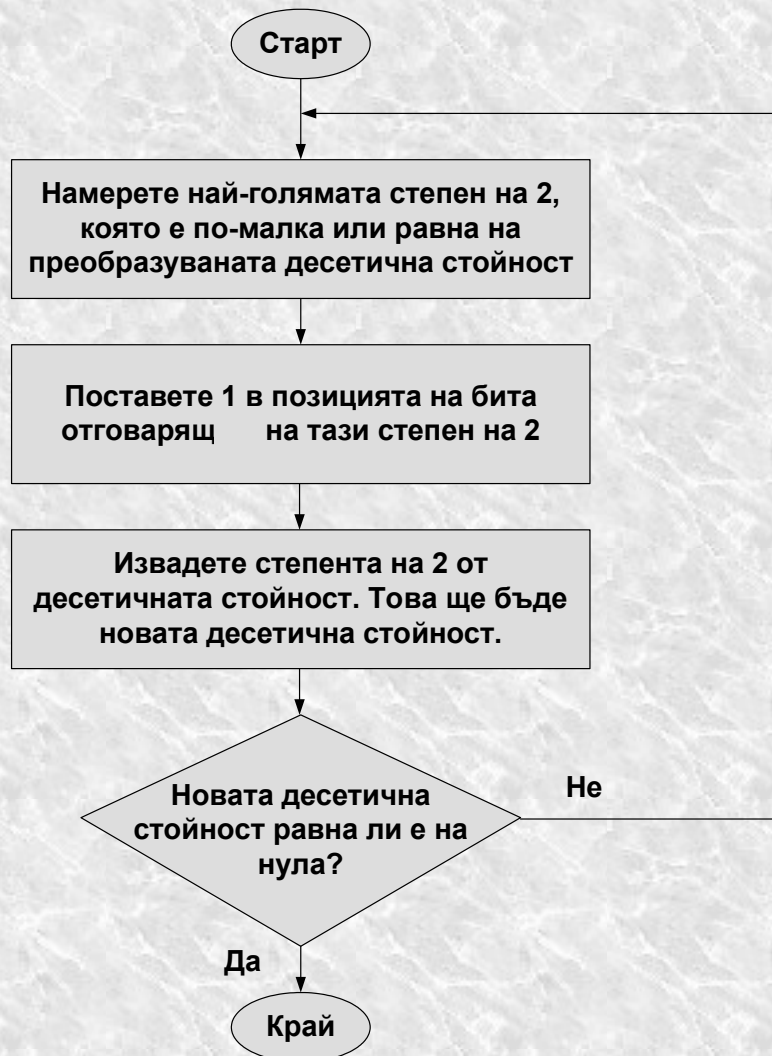 Старт
Намерете най-голямата степен на 2,
която е по-малка или равна на
преобразуваната десетична стойност
Поставете 1 в позицията на бита
отговарящ на тази степен на 2
Извадете степента на 2 от
десетичната стойност. Това ще бъде
новата десетична стойност.
Новата десетична
стойност равна ли е на
нула?
Не
Да
Край